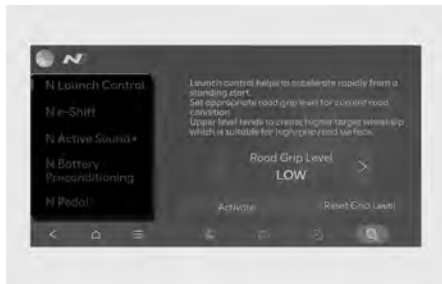 N Launch Control
N e-Shift
N Active Sound+
N Battery
Preconditioning
N Pedal
Launch control helps to accelerate rapidly from a
standing start.
Set appropriate road grip level for current road
condition
Upper level tends to create higher target wheel slip
which is suitable for high-grip road surface.
Road Grip Level
LOW
Activate
Reset Grip Level